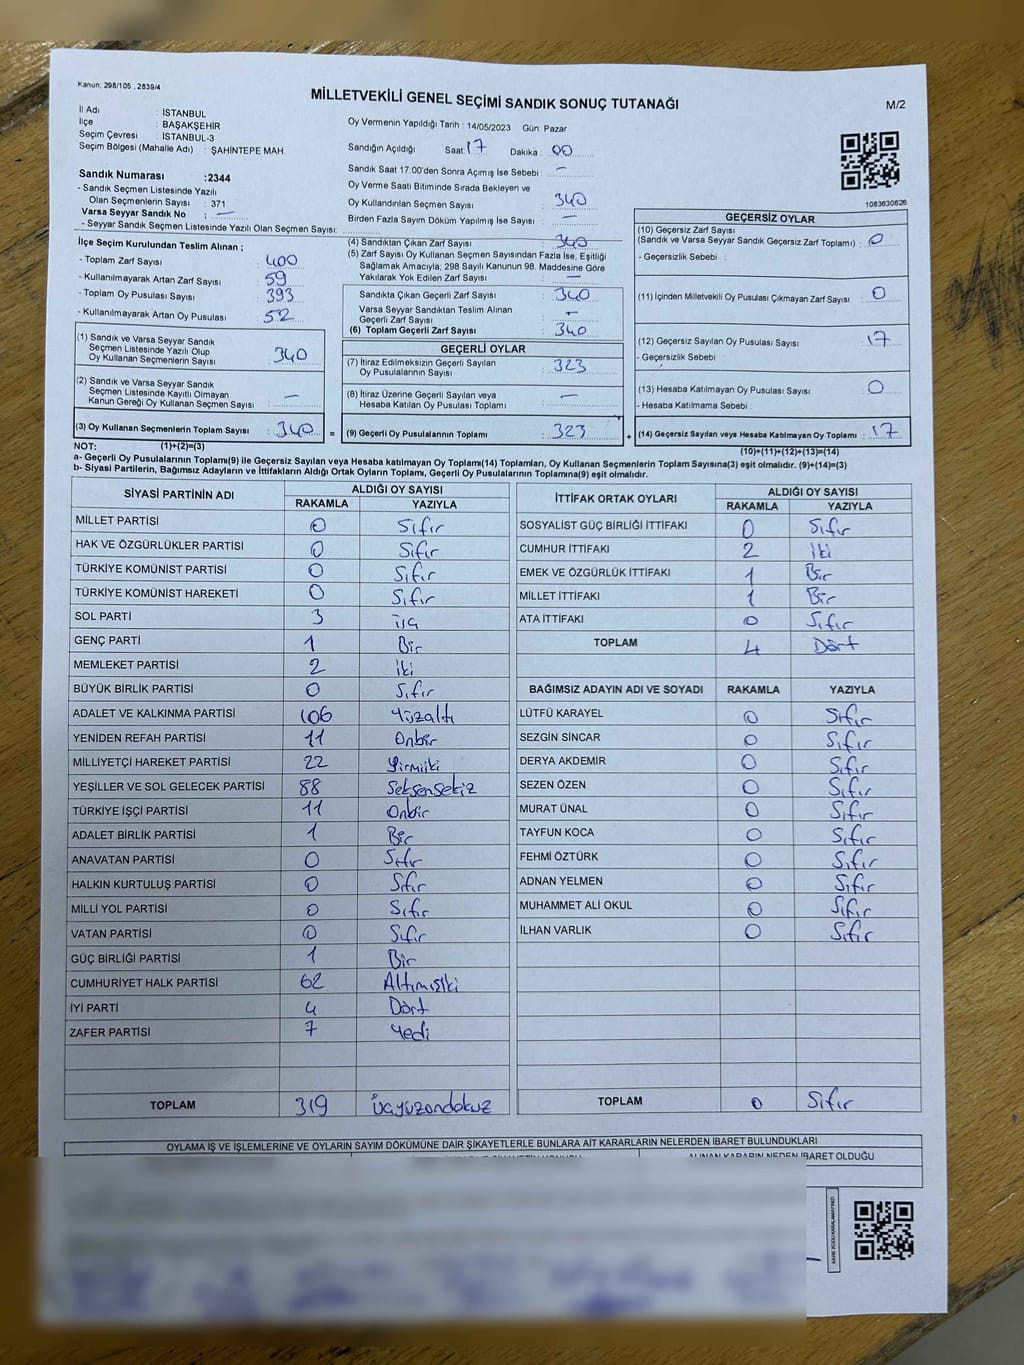 Kanun: 298/105 , 2839/4
MİLLETVEKİLİ GENEL SEÇİMİ SANDIK SONUÇ TUTANAĞI
M/2
İl Adı : İSTANBUL
İlçe : BAŞAKŞEHİR
Seçim Çevresi : İSTANBUL-3
Seçim Bölgesi (Mahalle Adı) : ŞAHİNTEPE MAH.
Sandık Numarası :2344
- Sandık Seçmen Listesinde Yazılı
Olan Seçmenlerin Sayısı : 371
Varsa Seyyar Sandık No : —
- Seyyar Sandık Seçmen Listesinde Yazılı Olan Seçmen Sayısı:
Oy Vermenin Yapıldığı Tarih : 14/05/2023 Gün: Pazar
Sandığın Açıldığı Saat : 17 Dakika : 00
Sandık Saat 17:00'den Sonra Açımış İse Sebebi : —
Oy Verme Saati Bitiminde Sırada Bekleyen ve
Oy Kullandırılan Seçmen Sayısı : 340
Birden Fazla Sayım Döküm Yapılmış İse Sayısı : —
1083630626
İlçe Seçim Kurulundan Teslim Alınan ;
- Toplam Zarf Sayısı : 400
- Kullanılmayarak Artan Zarf Sayısı : 59
- Toplam Oy Pusulası Sayısı : 393
- Kullanılmayarak Artan Oy Pusulası : 52
(1) Sandık ve Varsa Seyyar Sandık
Seçmen Listesinde Yazılı Olup
Oy Kullanan Seçmenlerin Sayısı : 340
(2) Sandık ve Varsa Seyyar Sandık
Seçmen Listesinde Kayıtlı Olmayan
Kanun Gereği Oy Kullanan Seçmen Sayısı : —
(3) Oy Kullanan Seçmenlerin Toplam Sayısı : 340
(4) Sandıktan Çıkan Zarf Sayısı : 340
(5) Zarf Sayısı Oy Kullanan Seçmen Sayısından Fazla İse, Eşitliği
Sağlamak Amacıyla; 298 Sayılı Kanunun 98. Maddesine Göre
Yakılarak Yok Edilen Zarf Sayısı : —
Sandıkta Çıkan Geçerli Zarf Sayısı : 340
Varsa Seyyar Sandıktan Teslim Alınan
Geçerli Zarf Sayısı : —
(6) Toplam Geçerli Zarf Sayısı : 340
GEÇERLİ OYLAR
(7) İtiraz Edilmeksizin Geçerli Sayılan
Oy Pusulalarının Sayısı : 323
(8) İtiraz Üzerine Geçerli Sayılan veya
Hesaba Katılan Oy Pusulası Toplamı : —
= (9) Geçerli Oy Pusulalarının Toplamı : 323
GEÇERSİZ OYLAR
(10) Geçersiz Zarf Sayısı
(Sandık ve Varsa Seyyar Sandık Geçersiz Zarf Toplamı) : 0
- Geçersizlik Sebebi :
(11) İçinden Milletvekili Oy Pusulası Çıkmayan Zarf Sayısı : 0
(12) Geçersiz Sayılan Oy Pusulası Sayısı : 17
- Geçersizlik Sebebi :
(13) Hesaba Katılmayan Oy Pusulası Sayısı : 0
- Hesaba Katılmama Sebebi :
+ (14) Geçersiz Sayılan veya Hesaba Katılmayan Oy Toplamı : 17
NOT: (1)+(2)=(3)
(10)+(11)+(12)+(13)=(14)
a- Geçerli Oy Pusulalarının Toplamı(9) ile Geçersiz Sayılan veya Hesaba katılmayan Oy Toplamı(14) Toplamları, Oy Kullanan Seçmenlerin Toplam Sayısına(3) eşit olmalıdır. (9)+(14)=(3)
b- Siyasi Partilerin, Bağımsız Adayların ve İttifakların Aldığı Ortak Oyların Toplamı, Geçerli Oy Pusulalarının Toplamına(9) eşit olmalıdır.
SİYASİ PARTİNİN ADI ALDIĞI OY SAYISI
RAKAMLA YAZIYLA
MİLLET PARTİSİ 0 Sıfır
HAK VE ÖZGÜRLÜKLER PARTİSİ 0 Sıfır
TÜRKİYE KOMÜNİST PARTİSİ 0 Sıfır
TÜRKİYE KOMÜNİST HAREKETİ 0 Sıfır
SOL PARTİ 3 üç
GENÇ PARTİ 1 Bir
MEMLEKET PARTİSİ 2 iki
BÜYÜK BİRLİK PARTİSİ 0 Sıfır
ADALET VE KALKINMA PARTİSİ 106 Yüzaltı
YENİDEN REFAH PARTİSİ 11 Onbir
MİLLİYETÇİ HAREKET PARTİSİ 22 Yirmiiki
YEŞİLLER VE SOL GELECEK PARTİSİ 88 Seksensekiz
TÜRKİYE İŞÇİ PARTİSİ 11 Onbir
ADALET BİRLİK PARTİSİ 1 Bir
ANAVATAN PARTİSİ 0 Sıfır
HALKIN KURTULUŞ PARTİSİ 0 Sıfır
MİLLİ YOL PARTİSİ 0 Sıfır
VATAN PARTİSİ 0 Sıfır
GÜÇ BİRLİĞİ PARTİSİ 1 Bir
CUMHURİYET HALK PARTİSİ 62 Altımışiki
İYİ PARTİ 4 Dört
ZAFER PARTİSİ 7 Yedi
TOPLAM 319 üçyüzondokuz
İTTİFAK ORTAK OYLARI ALDIĞI OY SAYISI
RAKAMLA YAZIYLA
SOSYALİST GÜÇ BİRLİĞİ İTTİFAKI 0 Sıfır
CUMHUR İTTİFAKI 2 iki
EMEK VE ÖZGÜRLÜK İTTİFAKI 1 Bir
MİLLET İTTİFAKI 1 Bir
ATA İTTİFAKI 0 Sıfır
TOPLAM 4 Dört
BAĞIMSIZ ADAYIN ADI VE SOYADI RAKAMLA YAZIYLA
LÜTFÜ KARAYEL 0 Sıfır
SEZGİN SİNCAR 0 Sıfır
DERYA AKDEMİR 0 Sıfır
SEZEN ÖZEN 0 Sıfır
MURAT ÜNAL 0 Sıfır
TAYFUN KOCA 0 Sıfır
FEHMİ ÖZTÜRK 0 Sıfır
ADNAN YELMEN 0 Sıfır
MUHAMMET ALİ OKUL 0 Sıfır
İLHAN VARLIK 0 Sıfır
TOPLAM 0 Sıfır
OYLAMA İŞ VE İŞLEMLERİNE VE OYLARIN SAYIM DÖKÜMÜNE DAİR ŞİKAYETLERLE BUNLARA AİT KARARLARIN NELERDEN İBARET BULUNDUKLARI
ALINAN KARARIN NEDEN İBARET OLDUĞU